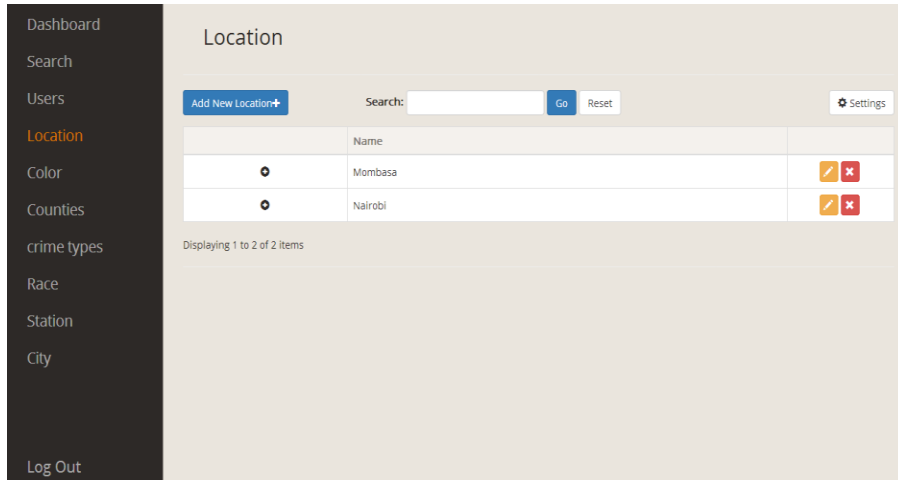 Dashboard
Search
Users
Location
Color
Counties
crime types
Race
Station
City
Log Out
Location
Add New Location+
Search:
Go
Reset
Settings
Name
Mombasa
Nairobi
Displaying 1 to 2 of 2 items